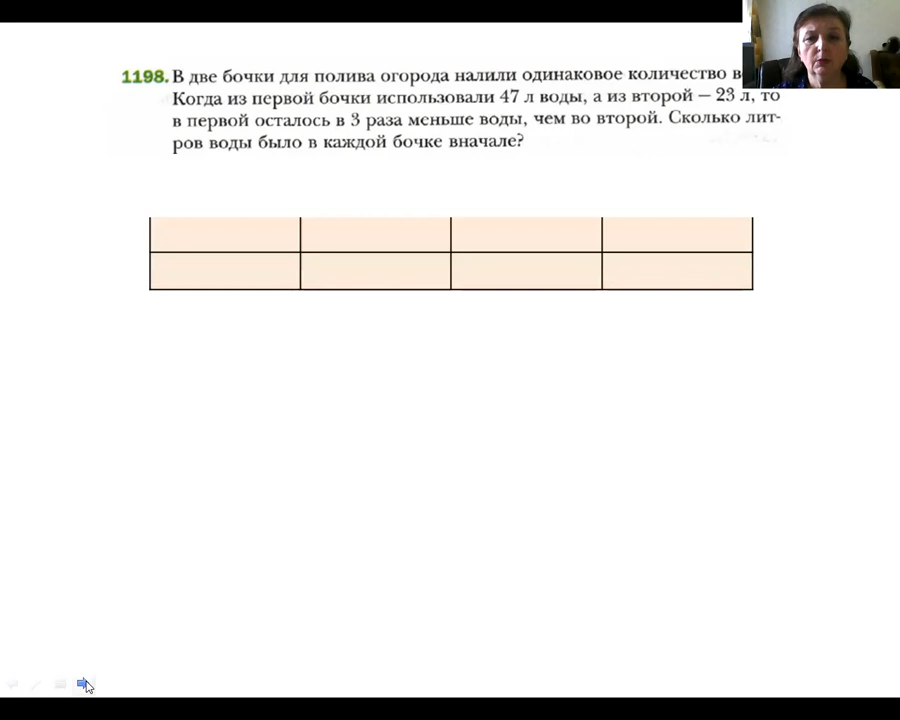 1198. В две бочки для полива огорода налили одинаковое количество
Когда из первой бочки использовали 47 л воды, а из второй — 23 л, то
в первой осталось в 3 раза меньше воды, чем во второй. Сколько лит-
ров воды было в каждой бочке вначале?